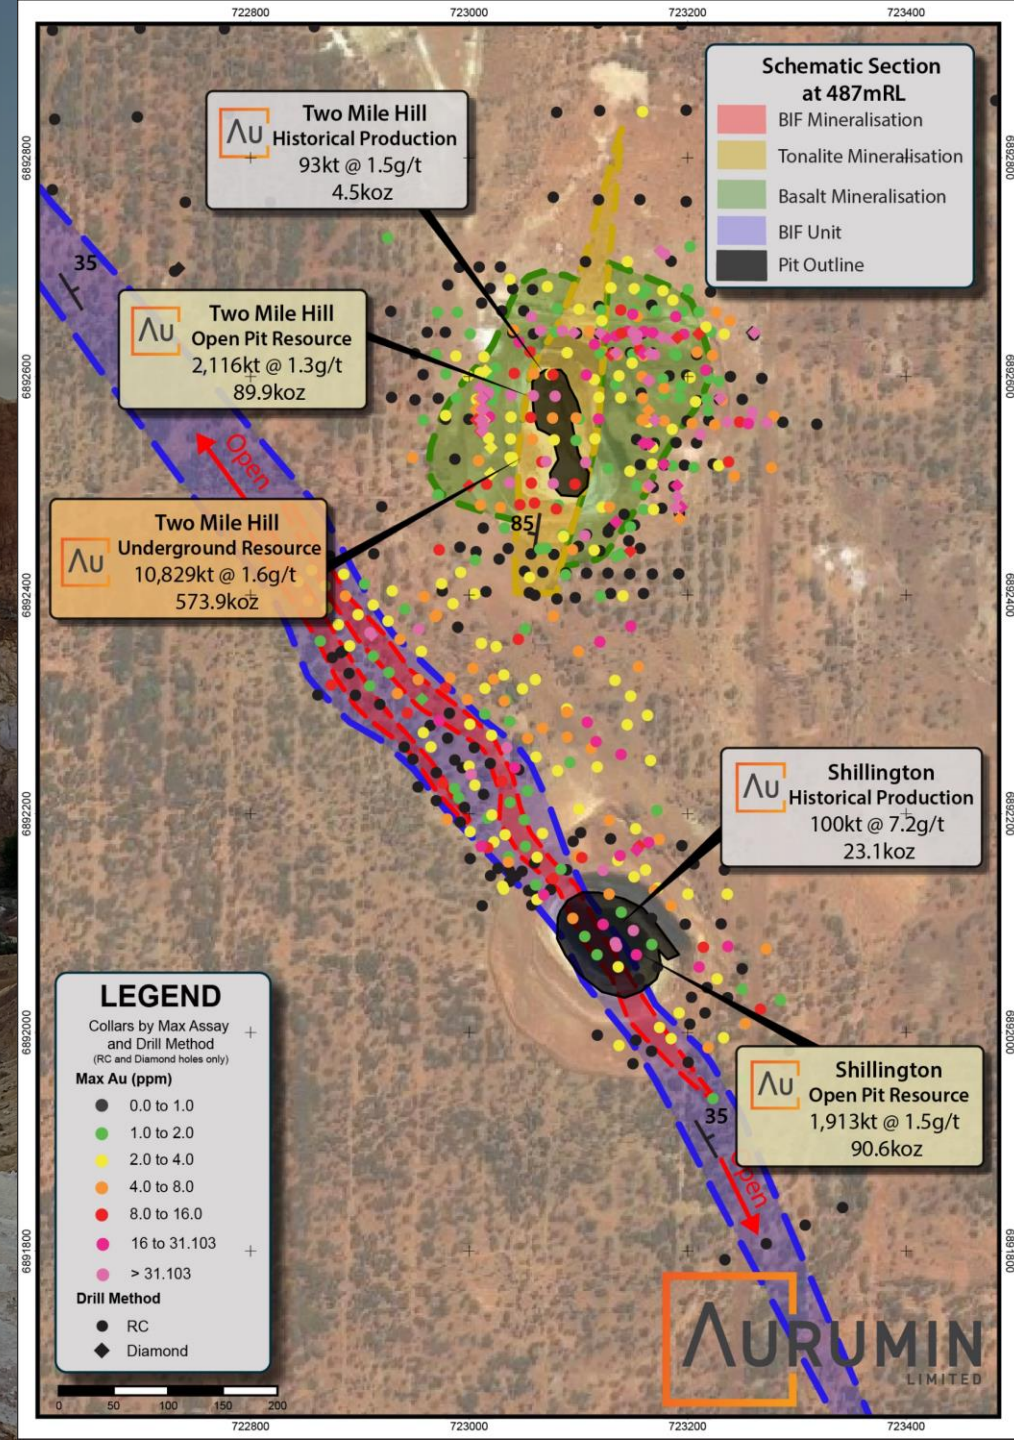 722800
723000
723200
723400
Schematic Section
at 487mRL
BIF Mineralisation
Tonalite Mineralisation
Basalt Mineralisation
BIF Unit
Pit Outline
Au
Two Mile Hill
Historical Production
93kt @ 1.5g/t
4.5koz
6892800
6892800
35
Au
Two Mile Hill
Open Pit Resource
2,116kt @ 1.3g/t
89.9koz
6892600
6892600
Open
85
Au
Two Mile Hill
Underground Resource
10,829kt @ 1.6g/t
573.9koz
6892400
6892400
Au
Shillington
Historical Production
100kt @ 7.2g/t
23.1koz
6892200
6892200
Au
Shillington
Open Pit Resource
1,913kt @ 1.5g/t
90.6koz
6892000
6892000
35
Open
LEGEND
Collars by Max Assay
and Drill Method
(RC and Diamond holes only)
Max Au (ppm)
0.0 to 1.0
1.0 to 2.0
2.0 to 4.0
4.0 to 8.0
8.0 to 16.0
16 to 31.103
> 31.103
Drill Method
RC
Diamond
6891800
6891800
AURUMIN
LIMITED
0 50 100 150 200
722800
723000
723200
723400